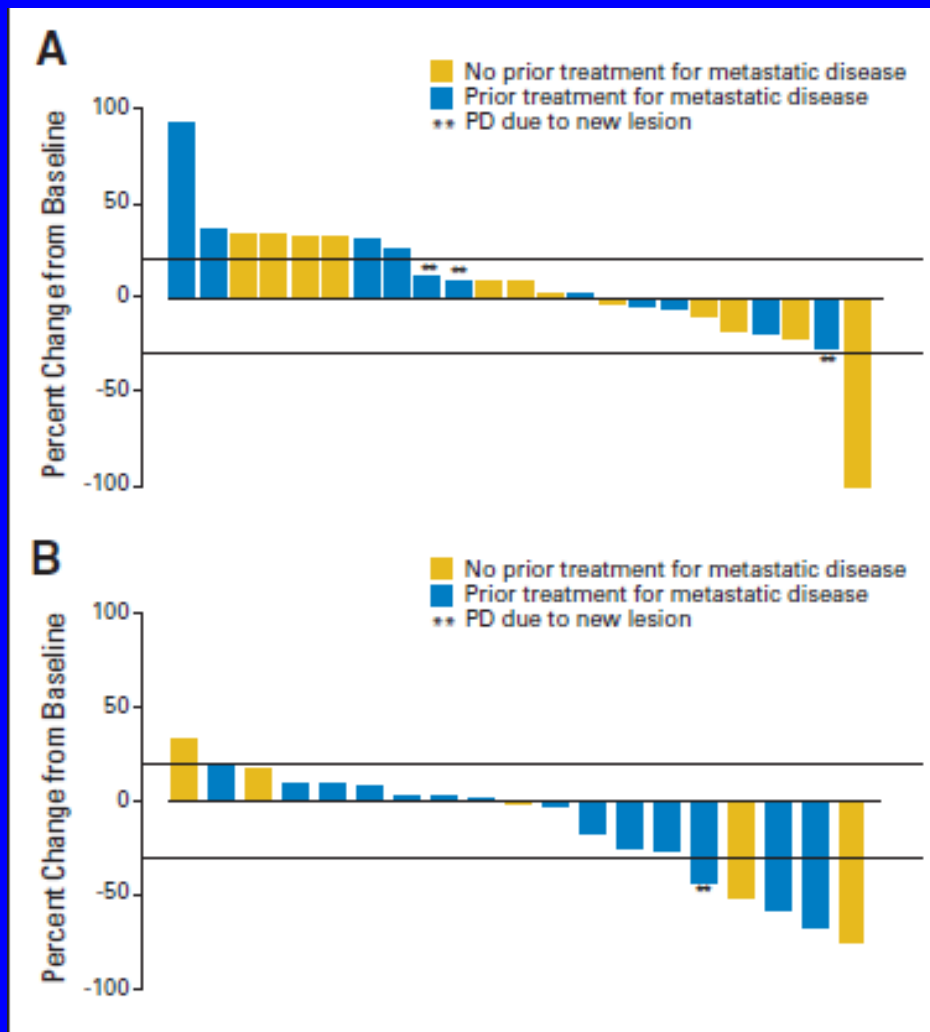 A
No prior treatment for metastatic disease
Prior treatment for metastatic disease
** PD due to new lesion
Percent Change from Baseline
100
50
0
-50
-100
**
**
**
B
No prior treatment for metastatic disease
Prior treatment for metastatic disease
** PD due to new lesion
Percent Change from Baseline
100
50
0
-50
-100
**